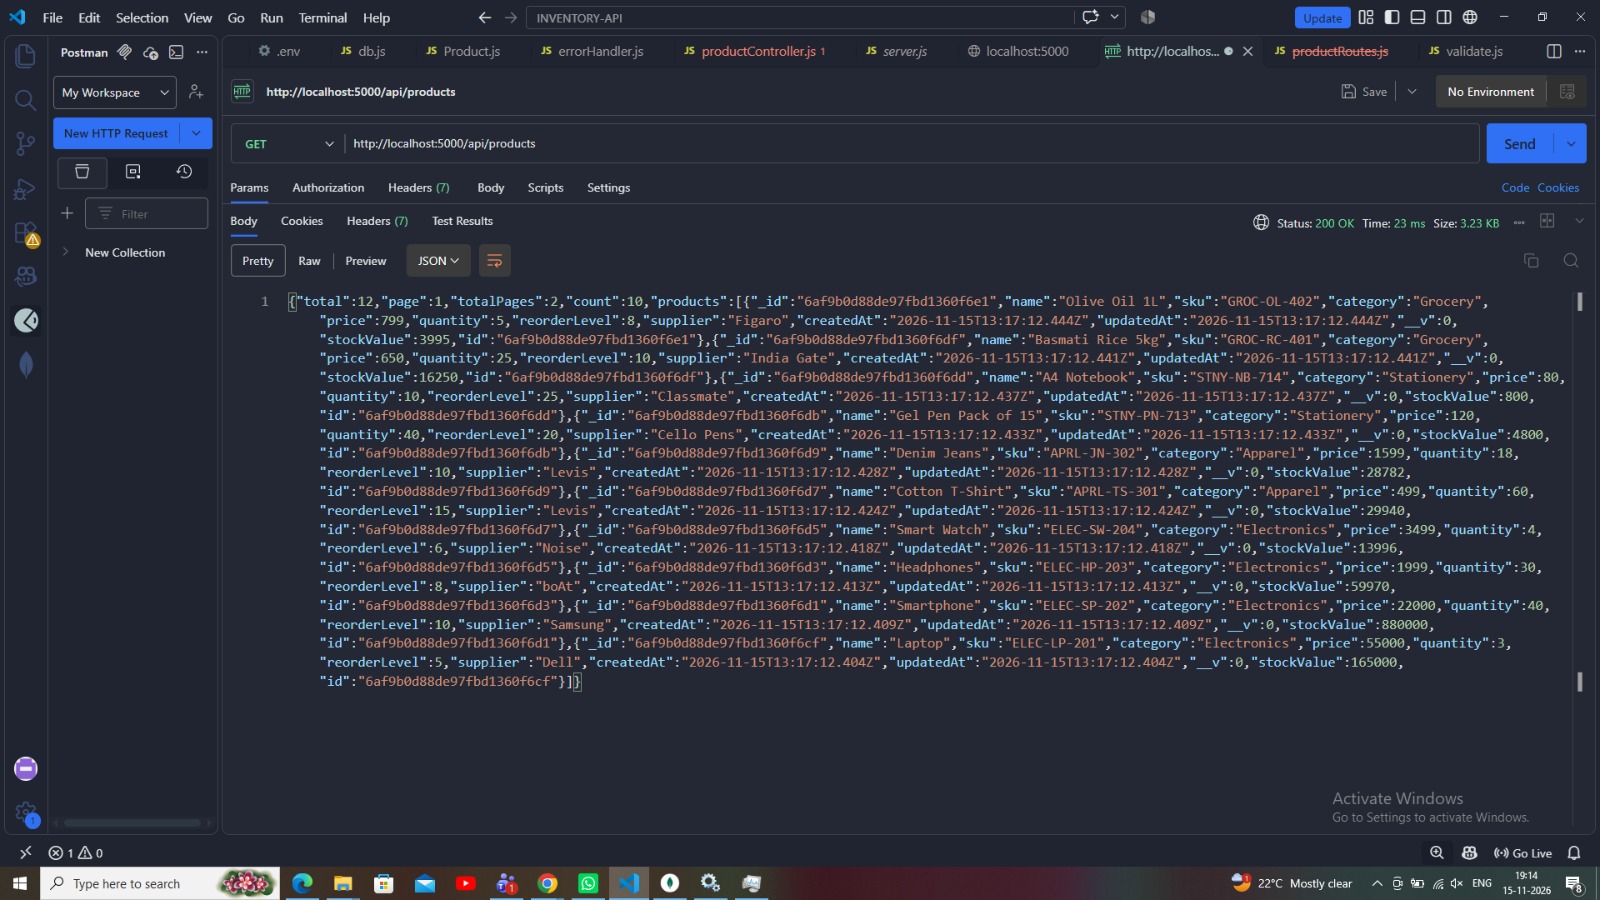 File Edit Selection View Go Run Terminal Help
INVENTORY-API
Update
Postman
.env
JS db.js
JS Product.js
JS errorHandler.js
JS productController.js 1
JS server.js
localhost:5000
HTTP http://localhos...
JS productRoutes.js
JS validate.js
My Workspace
HTTP http://localhost:5000/api/products
Save
No Environment
New HTTP Request
GET http://localhost:5000/api/products
Send
Params Authorization Headers (7) Body Scripts Settings
Code Cookies
Filter
Body Cookies Headers (7) Test Results
Status: 200 OK Time: 23 ms Size: 3.23 KB
New Collection
Pretty Raw Preview JSON
1 {"total":12,"page":1,"totalPages":2,"count":10,"products":[{"_id":"6af9b0d88de97fbd1360f6e1","name":"Olive Oil 1L","sku":"GROC-OL-402","category":"Grocery",
"price":799,"quantity":5,"reorderLevel":8,"supplier":"Figaro","createdAt":"2026-11-15T13:17:12.444Z","updatedAt":"2026-11-15T13:17:12.444Z","__v":0,
"stockValue":3995,"id":"6af9b0d88de97fbd1360f6e1"},{"_id":"6af9b0d88de97fbd1360f6df","name":"Basmati Rice 5kg","sku":"GROC-RC-401","category":"Grocery",
"price":650,"quantity":25,"reorderLevel":10,"supplier":"India Gate","createdAt":"2026-11-15T13:17:12.441Z","updatedAt":"2026-11-15T13:17:12.441Z","__v":0,
"stockValue":16250,"id":"6af9b0d88de97fbd1360f6df"},{"_id":"6af9b0d88de97fbd1360f6dd","name":"A4 Notebook","sku":"STNY-NB-714","category":"Stationery","price":80,
"quantity":10,"reorderLevel":25,"supplier":"Classmate","createdAt":"2026-11-15T13:17:12.437Z","updatedAt":"2026-11-15T13:17:12.437Z","__v":0,"stockValue":800,
"id":"6af9b0d88de97fbd1360f6dd"},{"_id":"6af9b0d88de97fbd1360f6db","name":"Gel Pen Pack of 15","sku":"STNY-PN-713","category":"Stationery","price":120,
"quantity":40,"reorderLevel":20,"supplier":"Cello Pens","createdAt":"2026-11-15T13:17:12.433Z","updatedAt":"2026-11-15T13:17:12.433Z","__v":0,"stockValue":4800,
"id":"6af9b0d88de97fbd1360f6db"},{"_id":"6af9b0d88de97fbd1360f6d9","name":"Denim Jeans","sku":"APRL-JN-302","category":"Apparel","price":1599,"quantity":18,
"reorderLevel":10,"supplier":"Levis","createdAt":"2026-11-15T13:17:12.428Z","updatedAt":"2026-11-15T13:17:12.428Z","__v":0,"stockValue":28782,
"id":"6af9b0d88de97fbd1360f6d9"},{"_id":"6af9b0d88de97fbd1360f6d7","name":"Cotton T-Shirt","sku":"APRL-TS-301","category":"Apparel","price":499,"quantity":60,
"reorderLevel":15,"supplier":"Levis","createdAt":"2026-11-15T13:17:12.424Z","updatedAt":"2026-11-15T13:17:12.424Z","__v":0,"stockValue":29940,
"id":"6af9b0d88de97fbd1360f6d7"},{"_id":"6af9b0d88de97fbd1360f6d5","name":"Smart Watch","sku":"ELEC-SW-204","category":"Electronics","price":3499,"quantity":4,
"reorderLevel":6,"supplier":"Noise","createdAt":"2026-11-15T13:17:12.418Z","updatedAt":"2026-11-15T13:17:12.418Z","__v":0,"stockValue":13996,
"id":"6af9b0d88de97fbd1360f6d5"},{"_id":"6af9b0d88de97fbd1360f6d3","name":"Headphones","sku":"ELEC-HP-203","category":"Electronics","price":1999,"quantity":30,
"reorderLevel":8,"supplier":"boAt","createdAt":"2026-11-15T13:17:12.413Z","updatedAt":"2026-11-15T13:17:12.413Z","__v":0,"stockValue":59970,
"id":"6af9b0d88de97fbd1360f6d3"},{"_id":"6af9b0d88de97fbd1360f6d1","name":"Smartphone","sku":"ELEC-SP-202","category":"Electronics","price":22000,"quantity":40,
"reorderLevel":10,"supplier":"Samsung","createdAt":"2026-11-15T13:17:12.409Z","updatedAt":"2026-11-15T13:17:12.409Z","__v":0,"stockValue":880000,
"id":"6af9b0d88de97fbd1360f6d1"},{"_id":"6af9b0d88de97fbd1360f6cf","name":"Laptop","sku":"ELEC-LP-201","category":"Electronics","price":55000,"quantity":3,
"reorderLevel":5,"supplier":"Dell","createdAt":"2026-11-15T13:17:12.404Z","updatedAt":"2026-11-15T13:17:12.404Z","__v":0,"stockValue":165000,
"id":"6af9b0d88de97fbd1360f6cf"}]}
Activate Windows
Go to Settings to activate Windows.
1
1 0
Go Live
Type here to search
1
22°C Mostly clear
ENG
19:14
15-11-2026
8